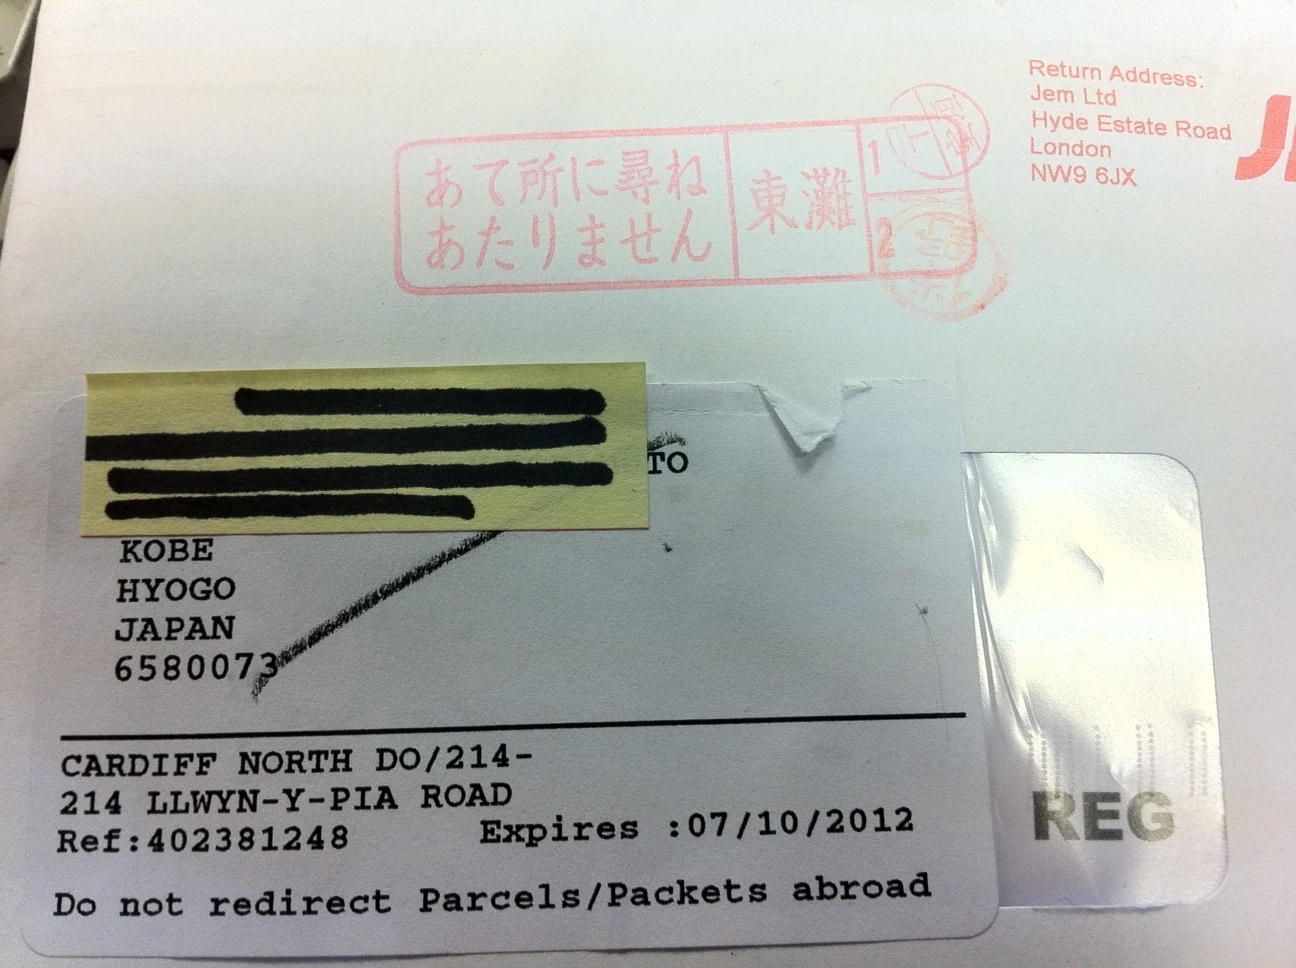 Return Address:
Jem Ltd
Hyde Estate Road
London
NW9 6JX
あて所に尋ね
あたりません
東灘
1
2
TO
KOBE
HYOGO
JAPAN
6580073
CARDIFF NORTH DO/214-
214 LLWYN-Y-PIA ROAD
Ref:402381248 Expires :07/10/2012
Do not redirect Parcels/Packets abroad
REG